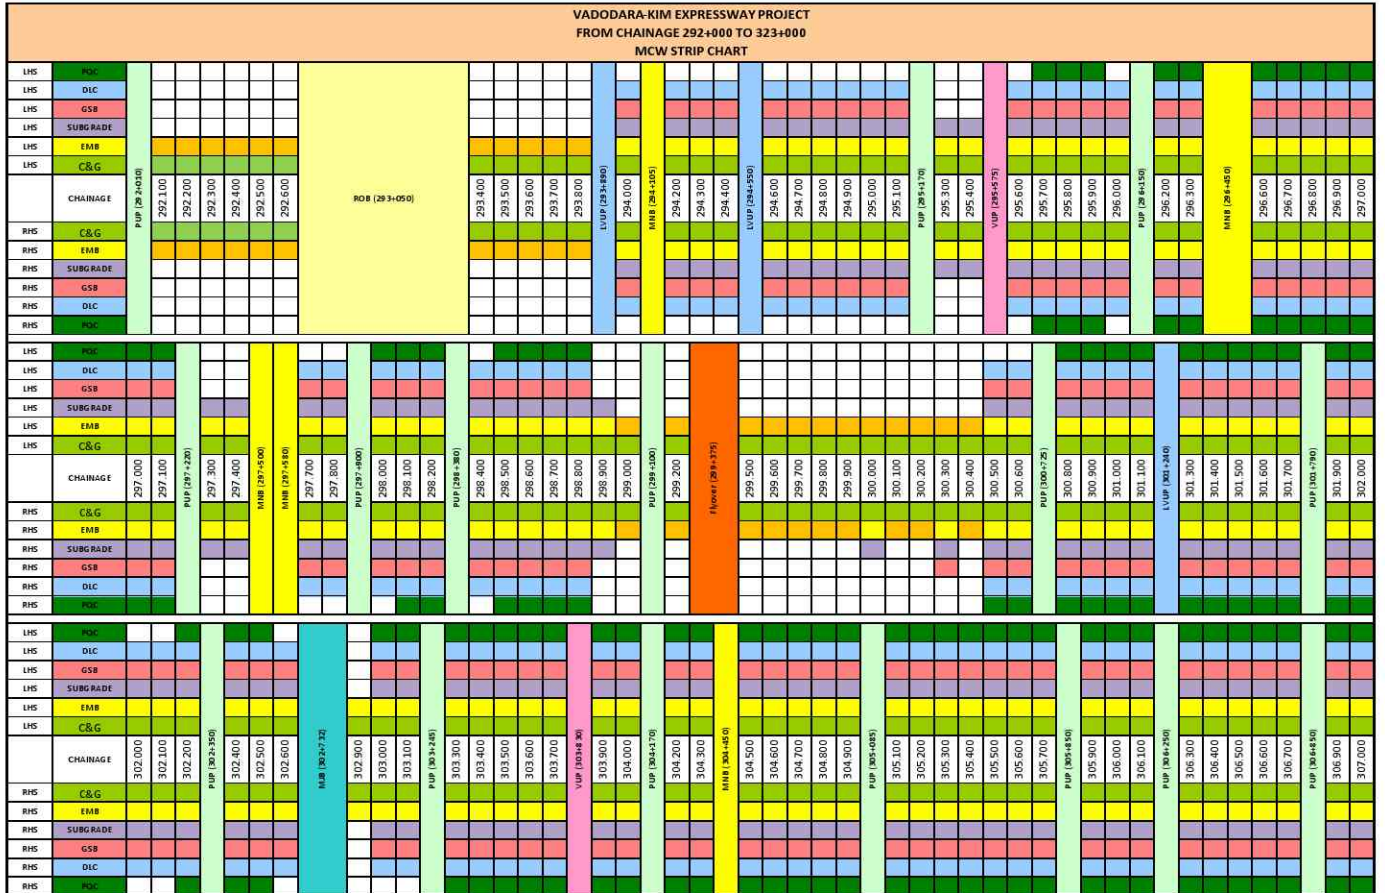 VADODARA-KIM EXPRESSWAY PROJECT
FROM CHAINAGE 292+000 TO 323+000
MCW STRIP CHART
LHS PQC
LHS DLC
LHS GSB
LHS SUBGRADE
LHS EMB
LHS C&G
CHAINAGE PUP (292+010) 292.100 292.200 292.300 292.400 292.500 292.600 ROB (293+050) 293.400 293.500 293.600 293.700 293.800 LVUP (293+890) 294.000 MNB (294+105) 294.200 294.300 294.400 LVUP (294+550) 294.600 294.700 294.800 294.900 295.000 295.100 PUP (295+170) 295.300 295.400 VUP (295+575) 295.600 295.700 295.800 295.900 296.000 PUP (296+150) 296.200 296.300 MNB (296+450) 296.600 296.700 296.800 296.900 297.000
RHS C&G
RHS EMB
RHS SUBGRADE
RHS GSB
RHS DLC
RHS PQC
LHS PQC
LHS DLC
LHS GSB
LHS SUBGRADE
LHS EMB
LHS C&G
CHAINAGE 297.000 297.100 PUP (297+220) 297.300 297.400 MNB (297+500) MNB (297+580) 297.700 297.800 PUP (297+900) 298.000 298.100 298.200 PUP (298+380) 298.400 298.500 298.600 298.700 298.800 298.900 299.000 PUP (299+100) 299.200 Flyover (299+375) 299.500 299.600 299.700 299.800 299.900 300.000 300.100 300.200 300.300 300.400 300.500 300.600 PUP (300+725) 300.800 300.900 301.000 301.100 LVUP (301+240) 301.300 301.400 301.500 301.600 301.700 PUP (301+790) 301.900 302.000
RHS C&G
RHS EMB
RHS SUBGRADE
RHS GSB
RHS DLC
RHS PQC
LHS PQC
LHS DLC
LHS GSB
LHS SUBGRADE
LHS EMB
LHS C&G
CHAINAGE 302.000 302.100 302.200 PUP (302+350) 302.400 302.500 302.600 MJB (302+732) 302.900 303.000 303.100 PUP (303+245) 303.300 303.400 303.500 303.600 303.700 VUP (303+830) 303.900 304.000 PUP (304+170) 304.200 304.300 MNB (304+450) 304.500 304.600 304.700 304.800 304.900 PUP (305+085) 305.100 305.200 305.300 305.400 305.500 305.600 305.700 PUP (305+850) 305.900 306.000 306.100 PUP (306+250) 306.300 306.400 306.500 306.600 306.700 PUP (306+850) 306.900 307.000
RHS C&G
RHS EMB
RHS SUBGRADE
RHS GSB
RHS DLC
RHS PQC